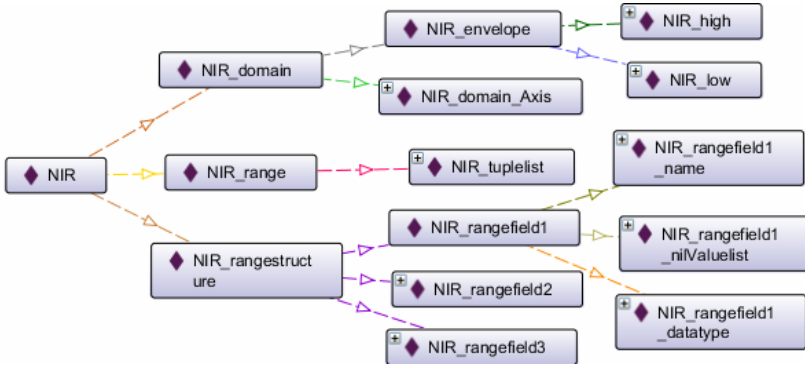 NIR_envelope
NIR_high
NIR_domain
NIR_low
NIR_domain_Axis
NIR_rangefield1
_name
NIR
NIR_range
NIR_tuplelist
NIR_rangefield1
NIR_rangefield1
_nilValuelist
NIR_rangestruct
ure
NIR_rangefield2
NIR_rangefield1
_datatype
NIR_rangefield3